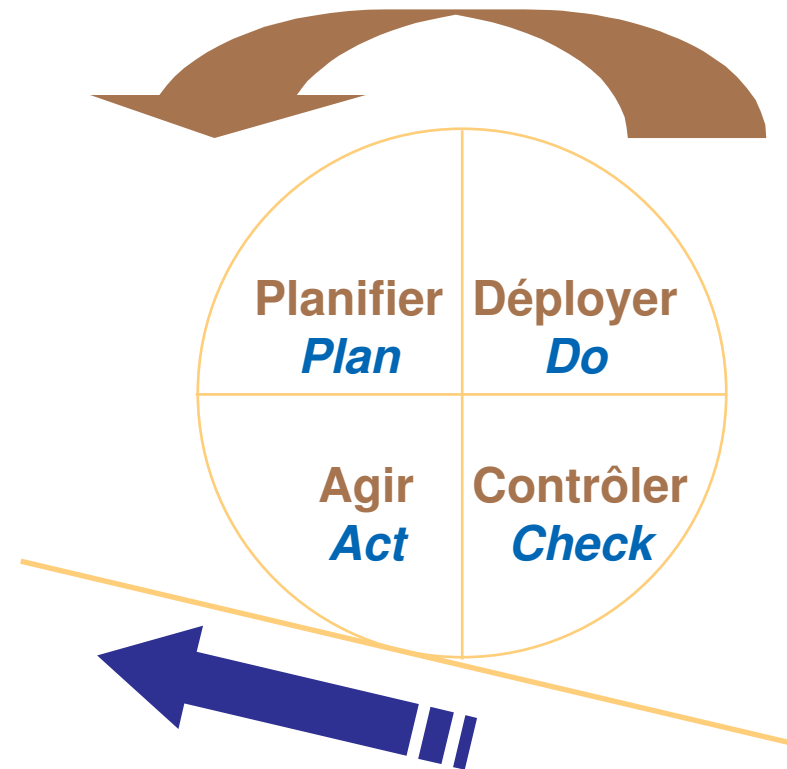 Planifier
Plan
Déployer
Do
Agir
Act
Contrôler
Check